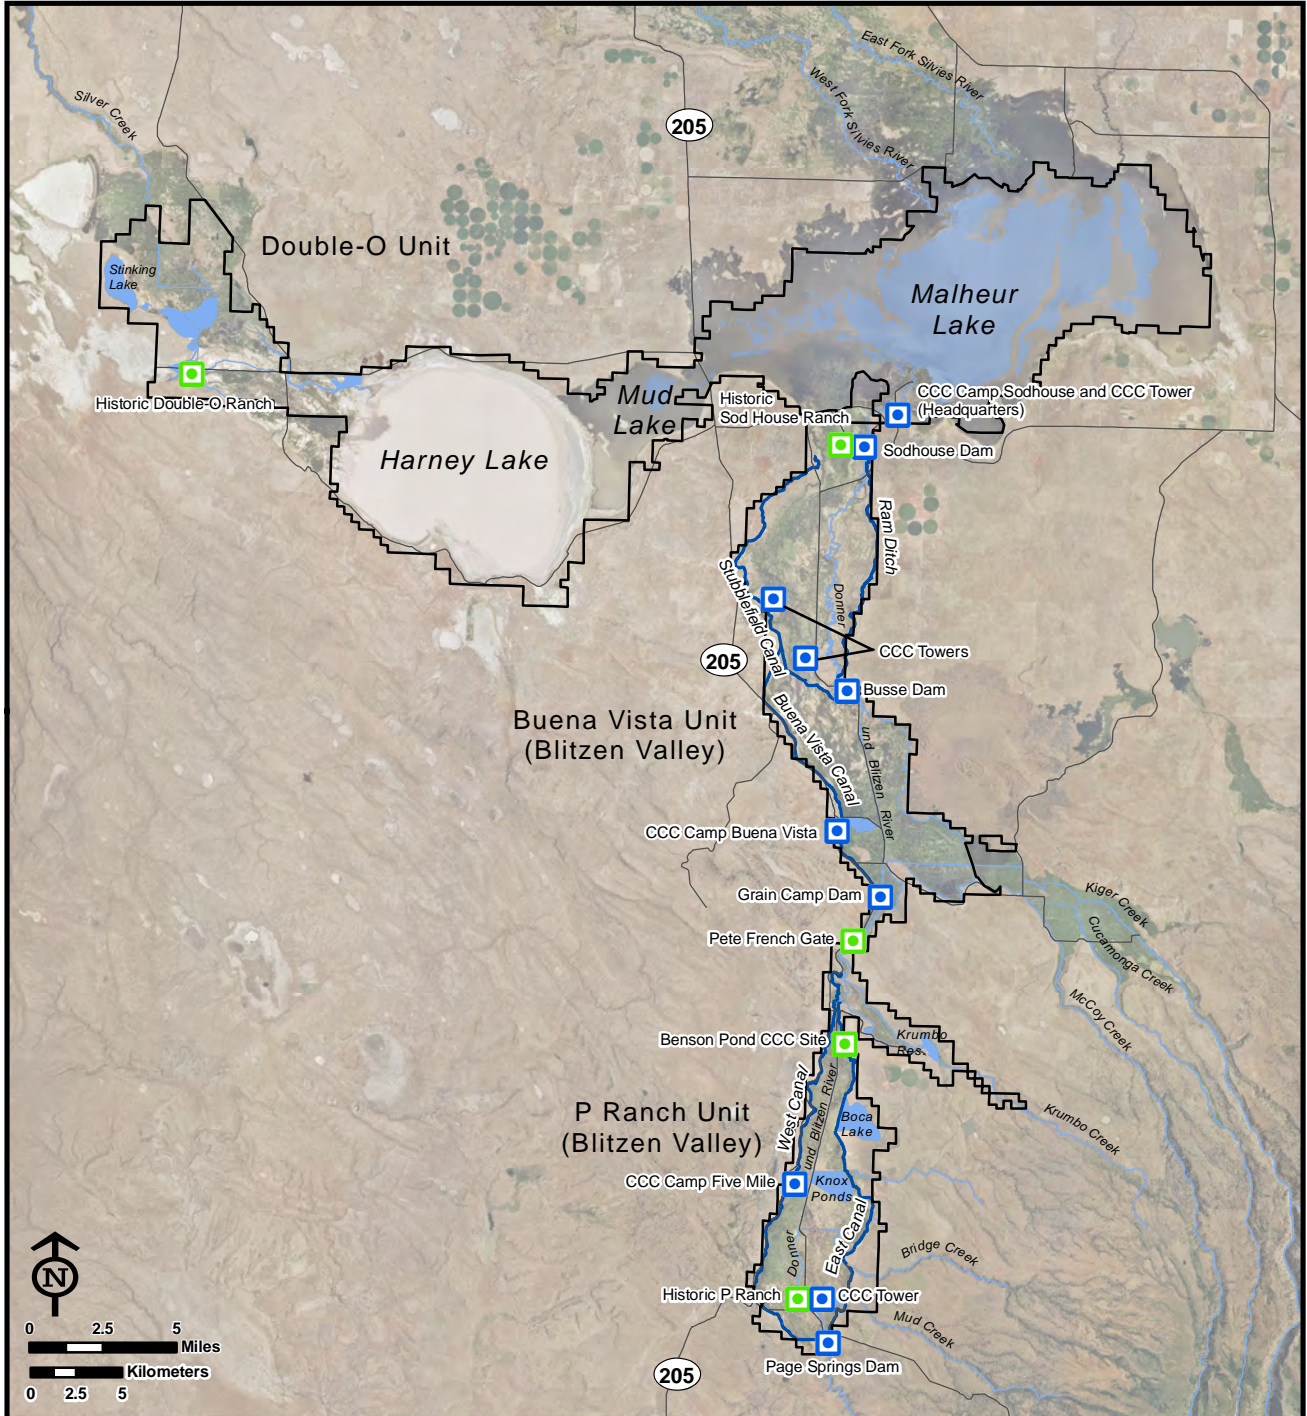 East Fork Silvies River
West Fork Silvies River
Silver Creek
205
Double-O Unit
Stinking
Lake
Malheur
Lake
Historic Double-O Ranch
Mud
Lake
Historic
Sod House Ranch
CCC Camp Sodhouse and CCC Tower
(Headquarters)
Harney Lake
Sodhouse Dam
Ram Ditch
Stubblefield Canal
Donner
CCC Towers
205
Busse Dam
Buena Vista Unit
(Blitzen Valley)
Buena Vista Canal
und Blitzen
River
CCC Camp Buena Vista
Grain Camp Dam
Kiger Creek
Cucamonga Creek
Pete French Gate
McCoy Creek
Benson Pond CCC Site
Krumbo
Res.
West Canal
und Blitzen River
P Ranch Unit
(Blitzen Valley)
Boca
Lake
Krumbo Creek
CCC Camp Five Mile
Knox
Ponds
East Canal
Donner
Bridge Creek
Historic P Ranch
CCC Tower
Mud Creek
Page Springs Dam
205
N
0 2.5 5
Miles
Kilometers
0 2.5 5